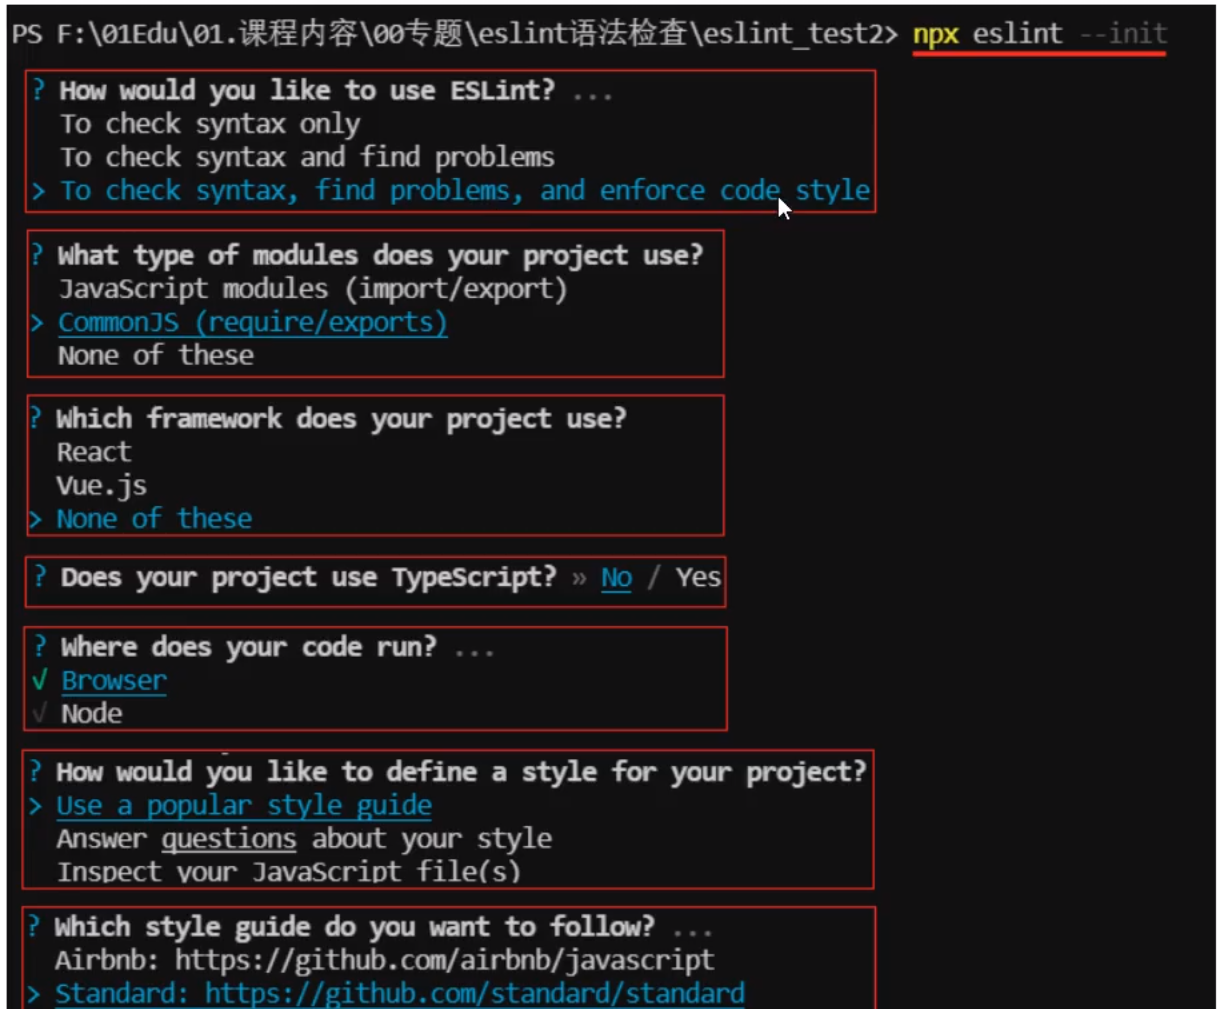 PS F:\01Edu\01.课程内容\00专题\eslint语法检查\eslint_test2> npx eslint --init
? How would you like to use ESLint? ...
To check syntax only
To check syntax and find problems
> To check syntax, find problems, and enforce code style
? What type of modules does your project use?
JavaScript modules (import/export)
> CommonJS (require/exports)
None of these
? Which framework does your project use?
React
Vue.js
> None of these
? Does your project use TypeScript? » No / Yes
? Where does your code run? ...
√ Browser
√ Node
? How would you like to define a style for your project?
> Use a popular style guide
Answer questions about your style
Inspect your JavaScript file(s)
? Which style guide do you want to follow? ...
Airbnb: https://github.com/airbnb/javascript
> Standard: https://github.com/standard/standard